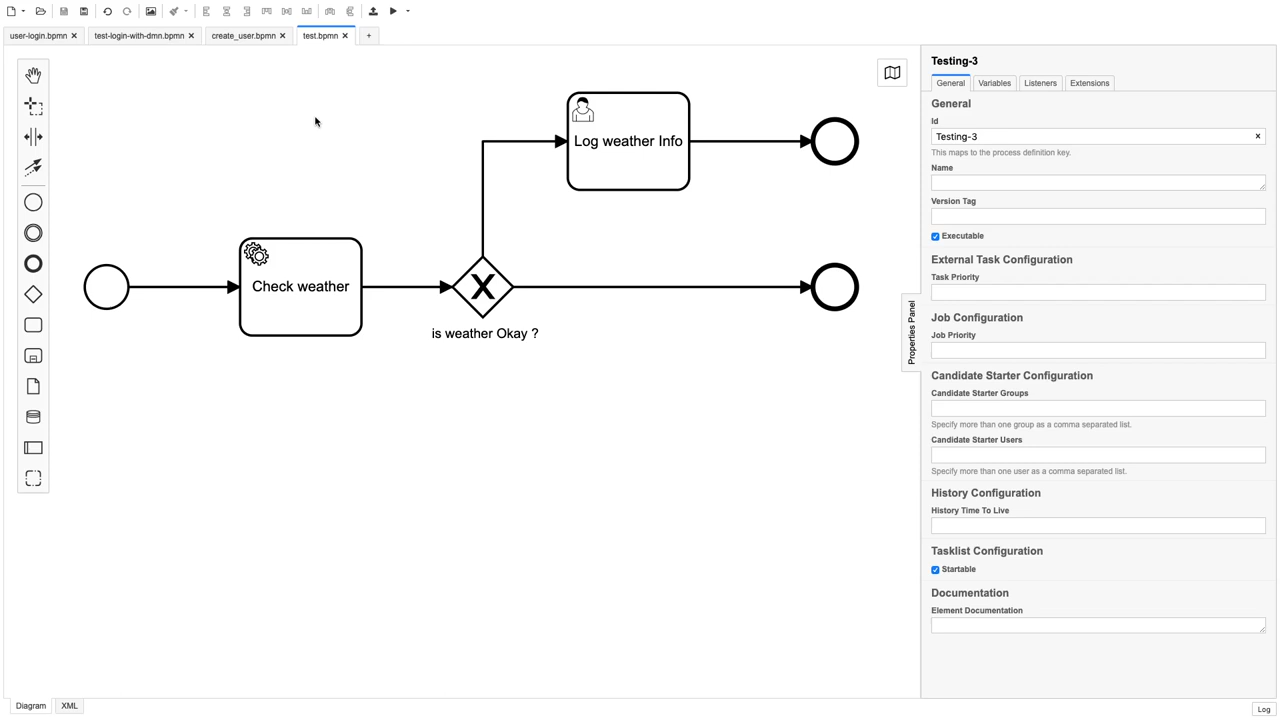 user-login.bpmn ×
test-login-with-dmn.bpmn ×
create_user.bpmn ×
test.bpmn ×
+
Log weather Info
Check weather
X
is weather Okay ?
Properties Panel
Testing-3
General
Variables
Listeners
Extensions
General
Id
Testing-3 ×
This maps to the process definition key.
Name
Version Tag
Executable
External Task Configuration
Task Priority
Job Configuration
Job Priority
Candidate Starter Configuration
Candidate Starter Groups
Specify more than one group as a comma separated list.
Candidate Starter Users
Specify more than one user as a comma separated list.
History Configuration
History Time To Live
Tasklist Configuration
Startable
Documentation
Element Documentation
Diagram
XML
Log